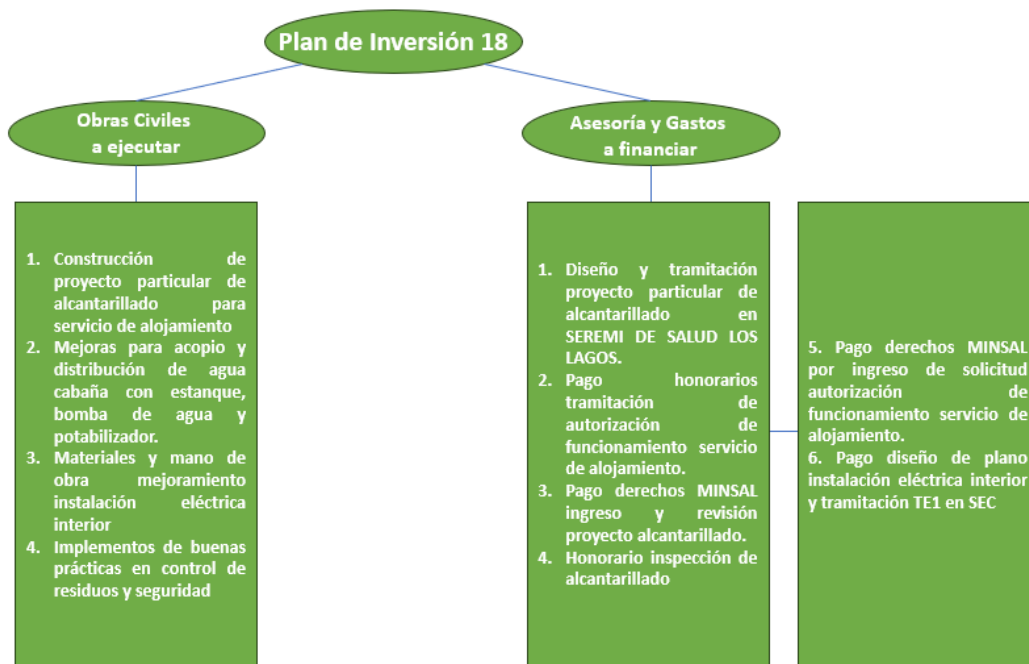 Plan de Inversión 18
Obras Civiles
a ejecutar
Asesoría y Gastos
a financiar
1. Construcción de
proyecto particular de
alcantarillado para
servicio de alojamiento
2. Mejoras para acopio y
distribución de agua
cabaña con estanque,
bomba de agua y
potabilizador.
3. Materiales y mano de
obra mejoramiento
instalación eléctrica
interior
4. Implementos de buenas
prácticas en control de
residuos y seguridad
1. Diseño y tramitación
proyecto particular de
alcantarillado en
SEREMI DE SALUD LOS
LAGOS.
2. Pago honorarios
tramitación de
autorización de
funcionamiento servicio
de alojamiento.
3. Pago derechos MINSAL
ingreso y revisión
proyecto alcantarillado.
4. Honorario inspección de
alcantarillado
5. Pago derechos MINSAL
por ingreso de solicitud
autorización de
funcionamiento servicio de
alojamiento.
6. Pago diseño de plano
instalación eléctrica interior
y tramitación TE1 en SEC